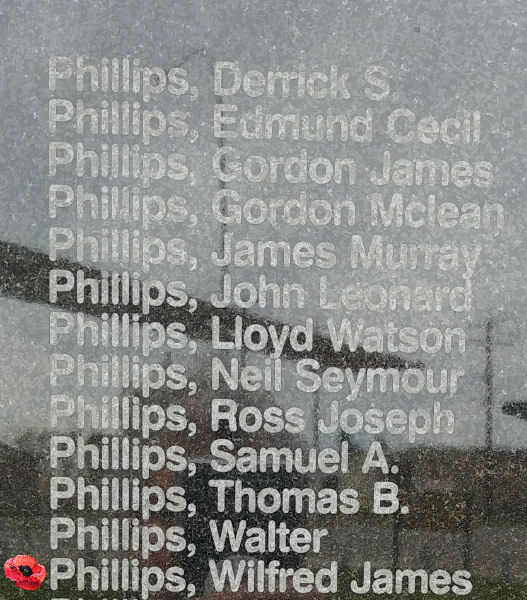 Phillips, Derrick S.
Phillips, Edmund Cecil
Phillips, Gordon James
Phillips, Gordon Mclean
Phillips, James Murray
Phillips, John Leonard
Phillips, Lloyd Watson
Phillips, Neil Seymour
Phillips, Ross Joseph
Phillips, Samuel A.
Phillips, Thomas B.
Phillips, Walter
Phillips, Wilfred James